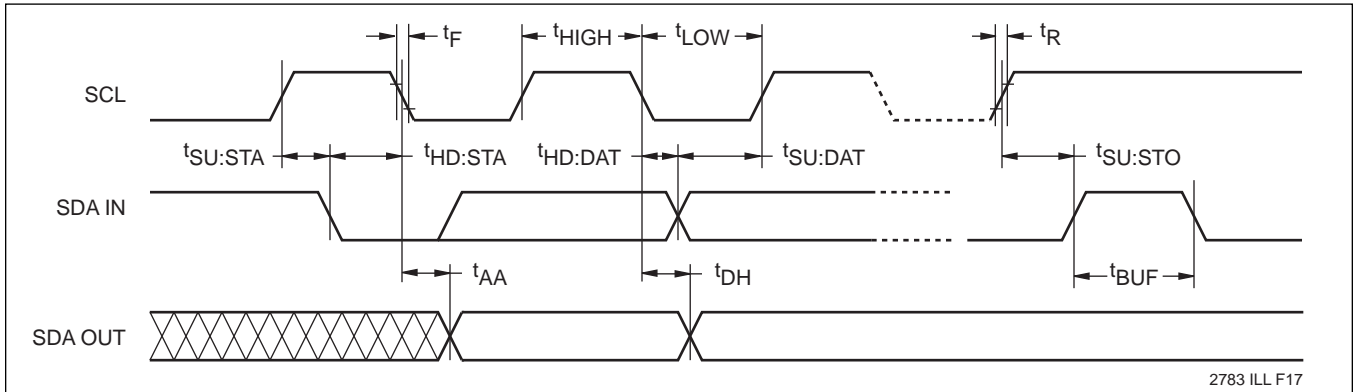 tF
tHIGH
tLOW
tR
SCL
tSU:STA
tHD:STA
tHD:DAT
tSU:DAT
tSU:STO
SDA IN
tAA
tDH
tBUF
SDA OUT
2783 ILL F17